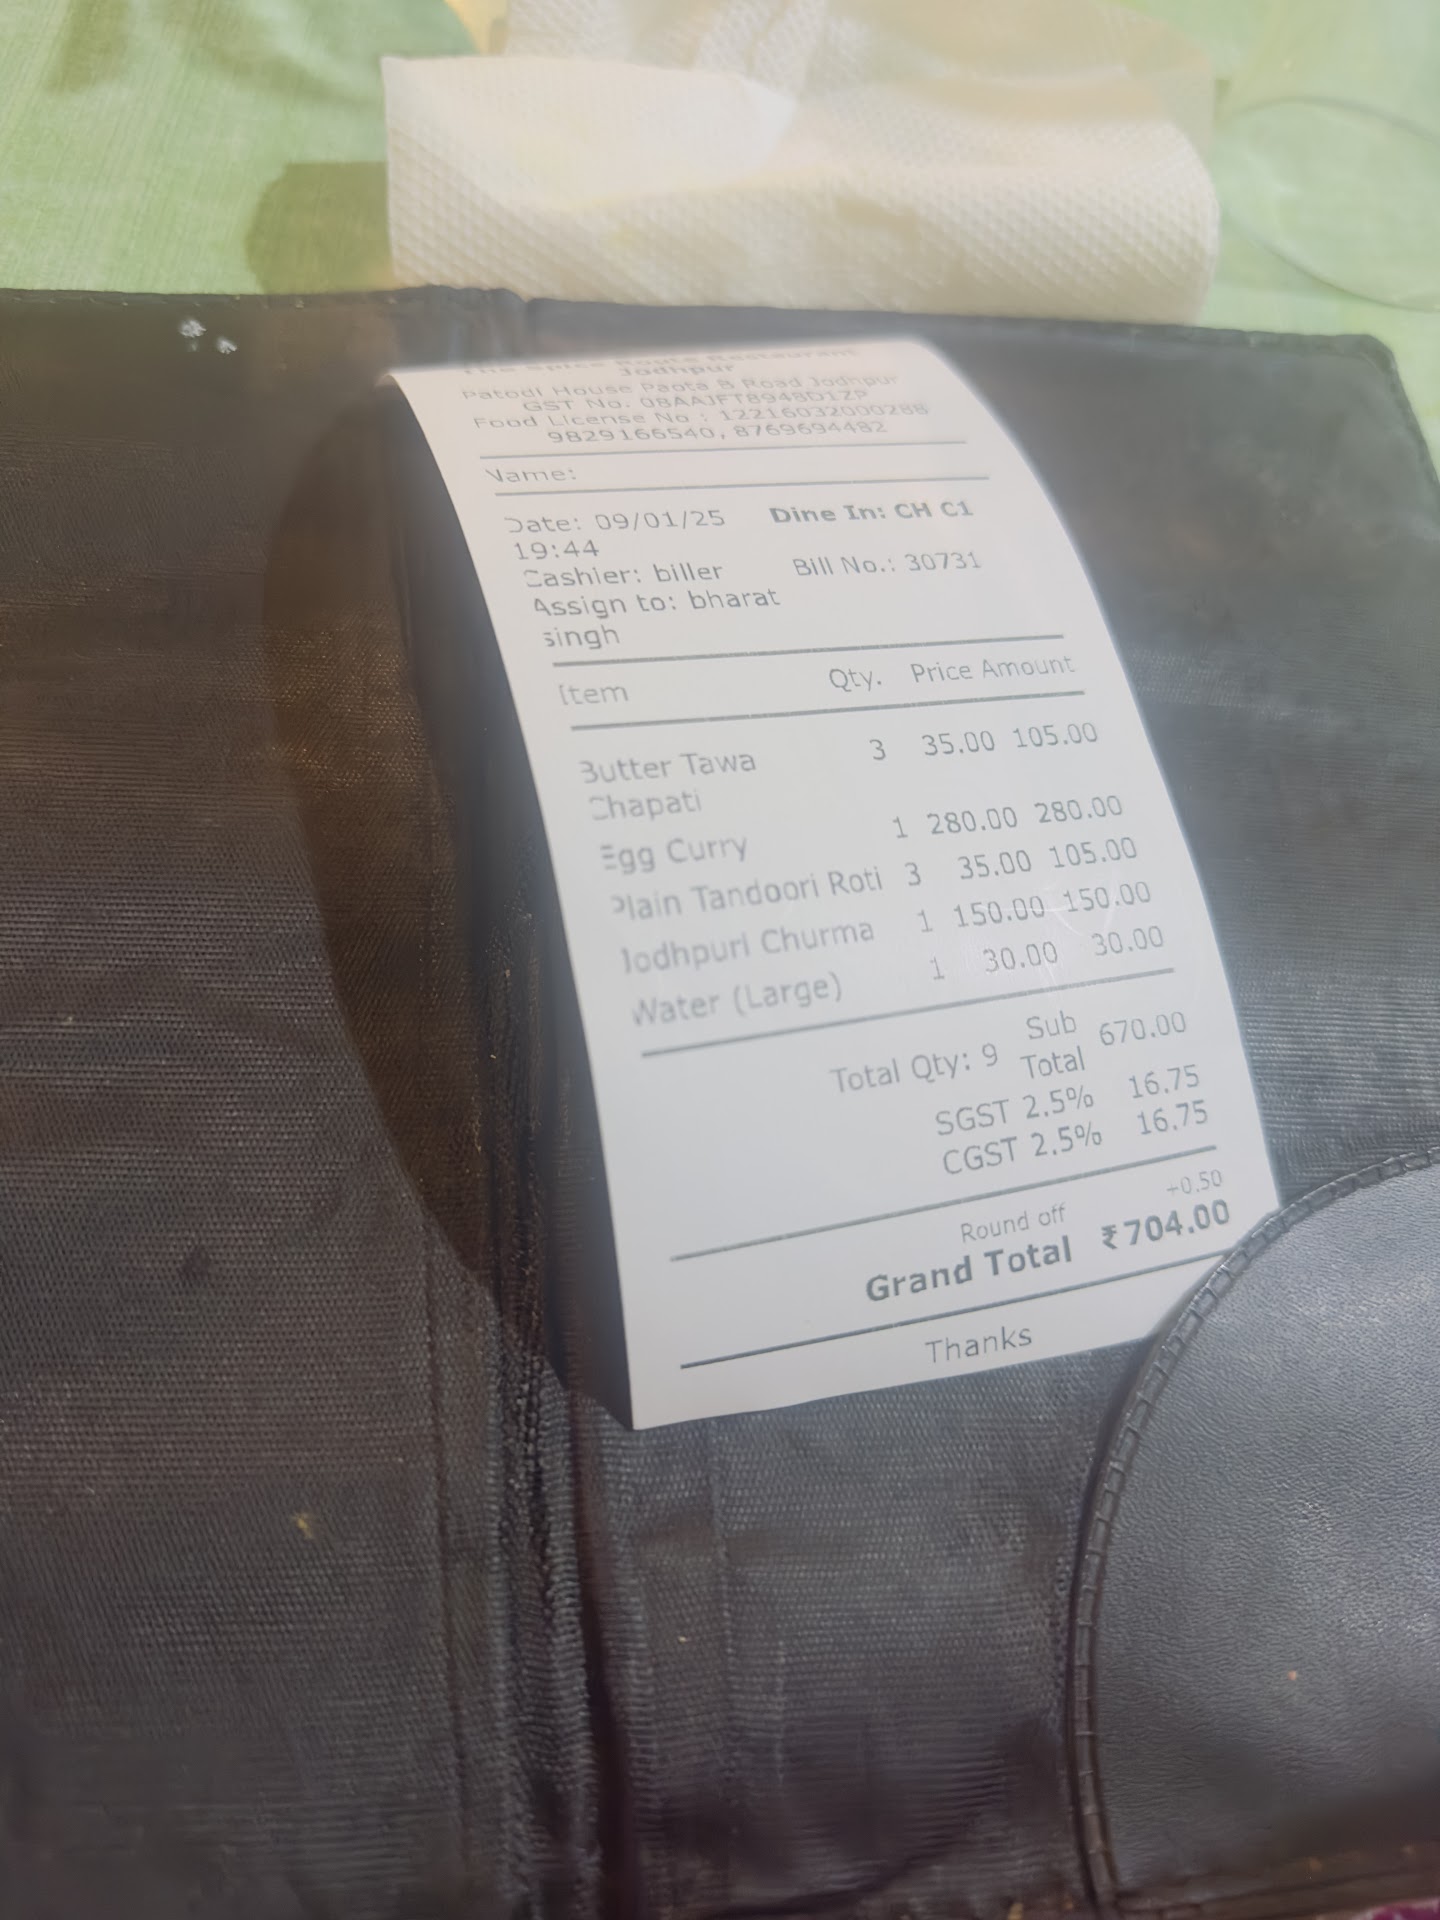 The Spice Route Restaurant
Jodhpur
Patodi House Paota B Road Jodhpur
GST No. 08AAJFT8948D1ZP
Food License No : 12216032000288
9829166540, 8769694482
Name:
Date: 09/01/25 Dine In: CH C1
19:44
Cashier: biller Bill No.: 30731
Assign to: bharat
singh
Item Qty. Price Amount
Butter Tawa 3 35.00 105.00
Chapati
Egg Curry 1 280.00 280.00
Plain Tandoori Roti 3 35.00 105.00
Jodhpuri Churma 1 150.00 150.00
Water (Large) 1 30.00 30.00
Total Qty: 9 Sub Total 670.00
SGST 2.5% 16.75
CGST 2.5% 16.75
Round off +0.50
Grand Total ₹704.00
Thanks